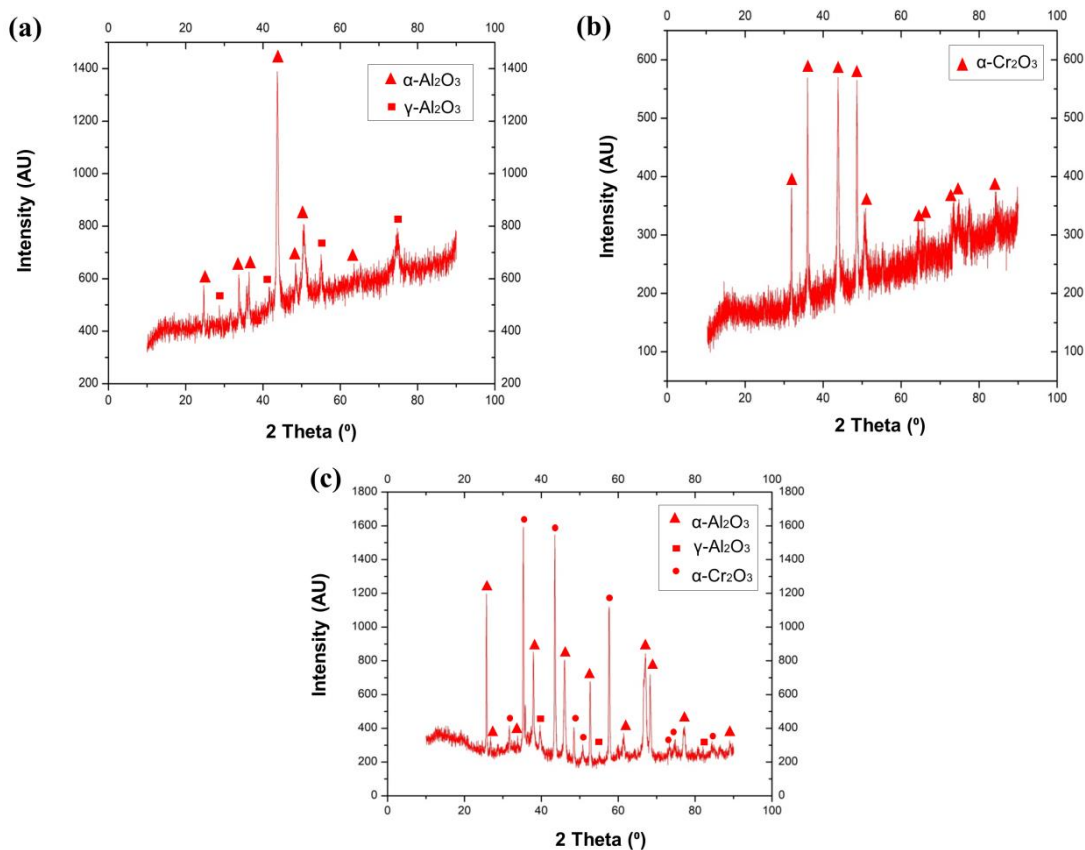 (a)
0 20 40 60 80 100
1400 1400
1200 1200
1000 1000
800 800
600 600
400 400
200 200
0 20 40 60 80 100
Intensity (AU)
2 Theta (º)
α-Al₂O₃
γ-Al₂O₃
(b)
0 20 40 60 80 100
600 600
550
500 500
450
400 400
350
300 300
250
200 200
150
100 100
0 20 40 60 80 100
Intensity (AU)
2 Theta (º)
α-Cr₂O₃
(c)
0 20 40 60 80 100
1800 1800
1600 1600
1400 1400
1200 1200
1000 1000
800 800
600 600
400 400
200 200
0 0
0 20 40 60 80 100
Intensity (AU)
2 Theta (º)
α-Al₂O₃
γ-Al₂O₃
α-Cr₂O₃